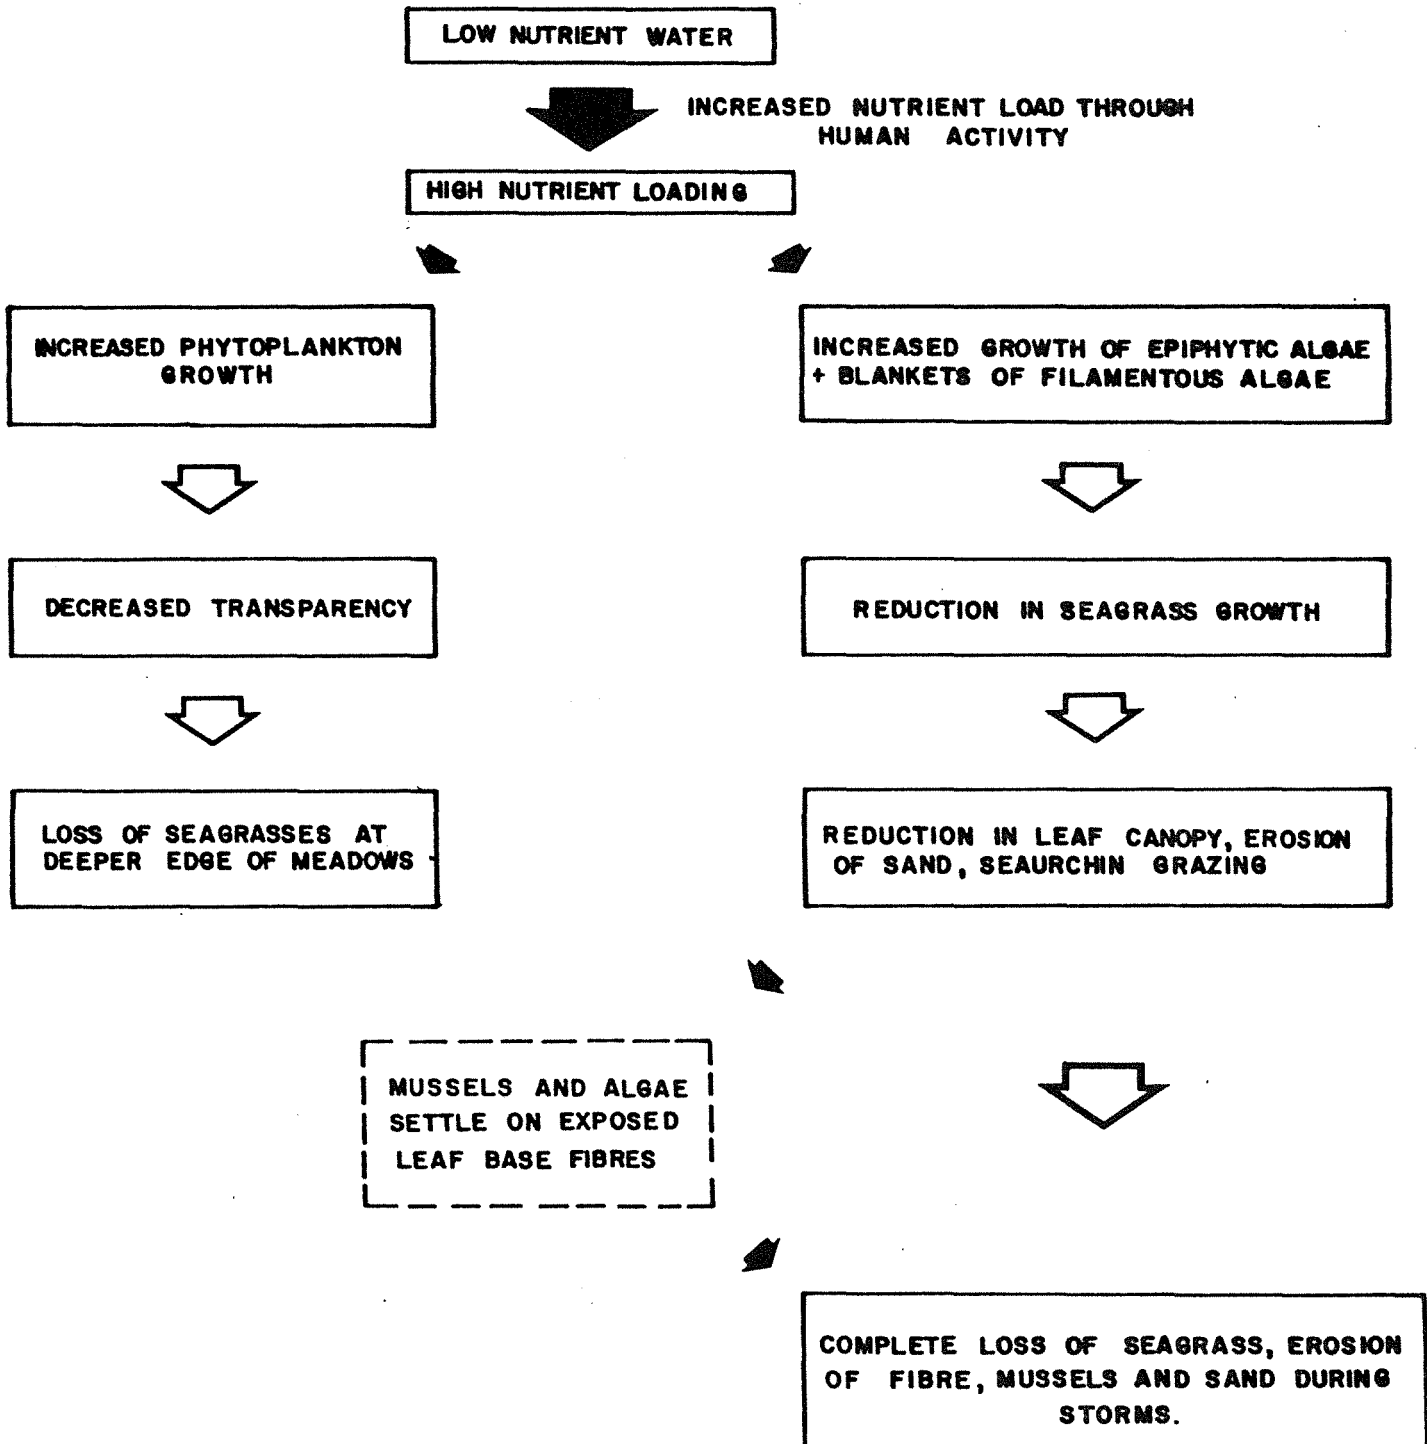 LOW NUTRIENT WATER
INCREASED NUTRIENT LOAD THROUGH
HUMAN ACTIVITY
HIGH NUTRIENT LOADING
INCREASED PHYTOPLANKTON
GROWTH
INCREASED GROWTH OF EPIPHYTIC ALGAE
+ BLANKETS OF FILAMENTOUS ALGAE
DECREASED TRANSPARENCY
REDUCTION IN SEAGRASS GROWTH
LOSS OF SEAGRASSES AT
DEEPER EDGE OF MEADOWS
REDUCTION IN LEAF CANOPY, EROSION
OF SAND, SEAURCHIN GRAZING
MUSSELS AND ALGAE
SETTLE ON EXPOSED
LEAF BASE FIBRES
COMPLETE LOSS OF SEAGRASS, EROSION
OF FIBRE, MUSSELS AND SAND DURING
STORMS.